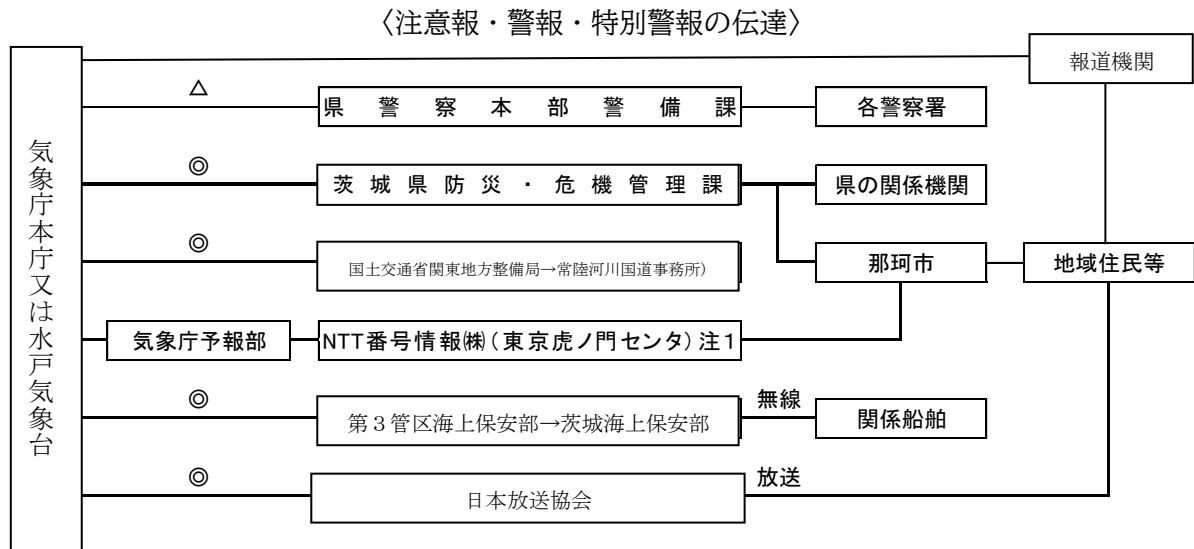 〈注意報・警報・特別警報の伝達〉
報道機関
△
県警察本部警備課
各警察署
気象庁本庁又は水戸気象台
◎
茨城県防災・危機管理課
県の関係機関
◎
国土交通省関東地方整備局→常陸河川国道事務所)
那珂市
地域住民等
気象庁予報部
NTT番号情報㈱(東京虎ノ門センタ)注1
◎
第3管区海上保安部→茨城海上保安部
無線
関係船舶
◎
日本放送協会
放送